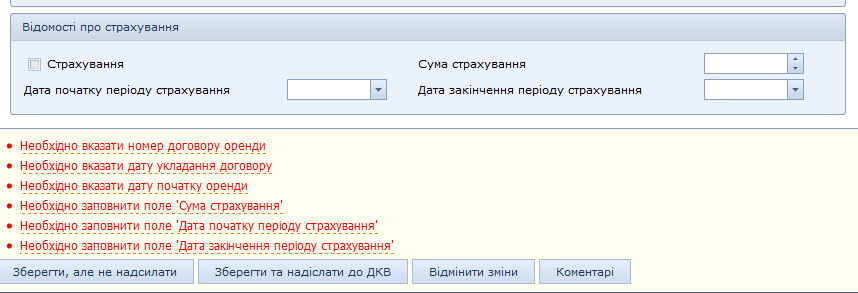 Відомості про страхування
Страхування Сума страхування
Дата початку періоду страхування Дата закінчення періоду страхування
Необхідно вказати номер договору оренди
Необхідно вказати дату укладання договору
Необхідно вказати дату початку оренди
Необхідно заповнити поле 'Сума страхування'
Необхідно заповнити поле 'Дата початку періоду страхування'
Необхідно заповнити поле 'Дата закінчення періоду страхування'
Зберегти, але не надсилати Зберегти та надіслати до ДКВ Відмінити зміни Коментарі